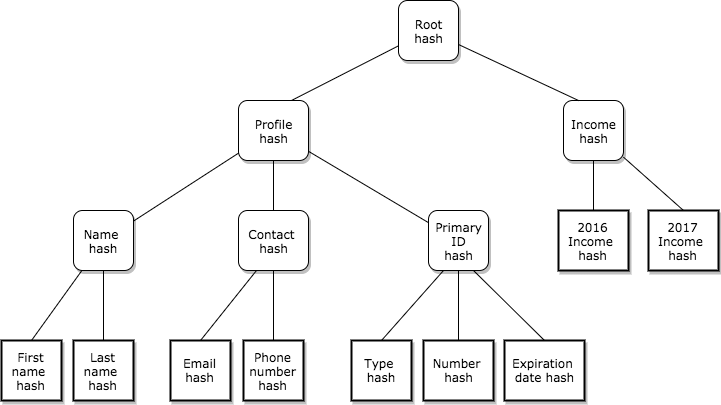 Root
hash
Profile
hash
Income
hash
Name
hash
Contact
hash
Primary
ID
hash
2016
Income
hash
2017
Income
hash
First
name
hash
Last
name
hash
Email
hash
Phone
number
hash
Type
hash
Number
hash
Expiration
date hash